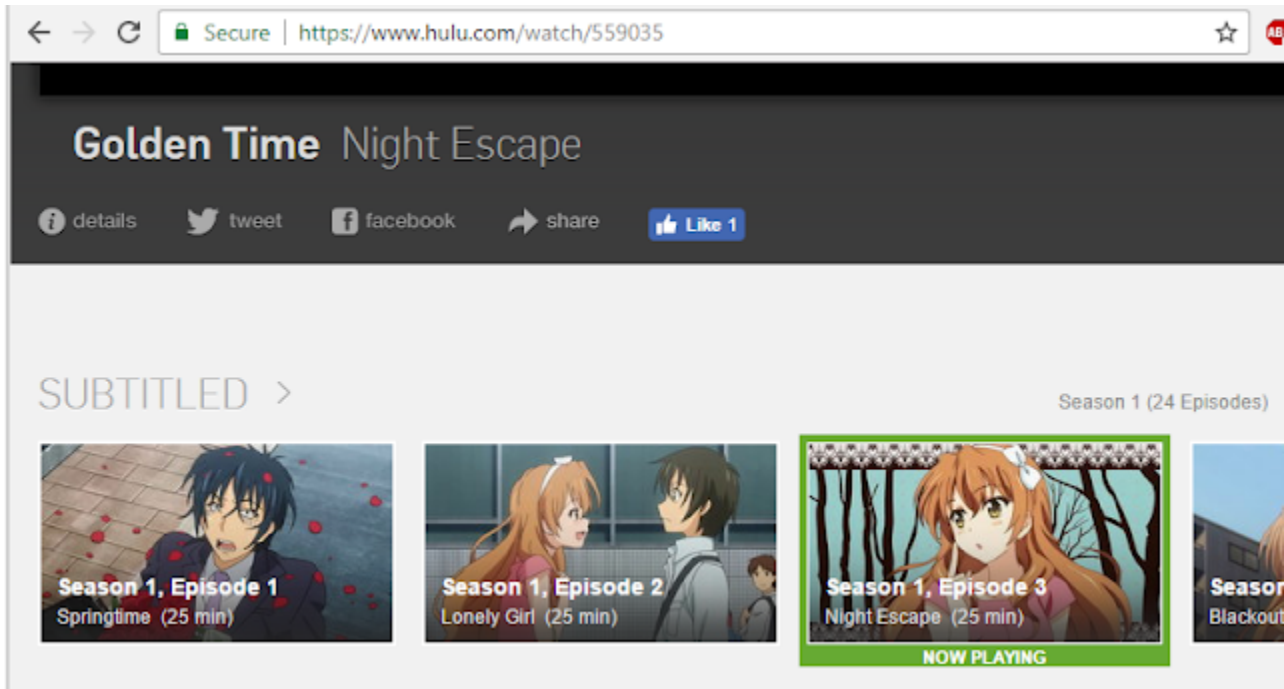 Secure https://www.hulu.com/watch/559035
AB
Golden Time Night Escape
details tweet facebook share Like 1
SUBTITLED >
Season 1 (24 Episodes)
Season 1, Episode 1
Springtime (25 min)
Season 1, Episode 2
Lonely Girl (25 min)
Season 1, Episode 3
Night Escape (25 min)
NOW PLAYING
Season
Blackout